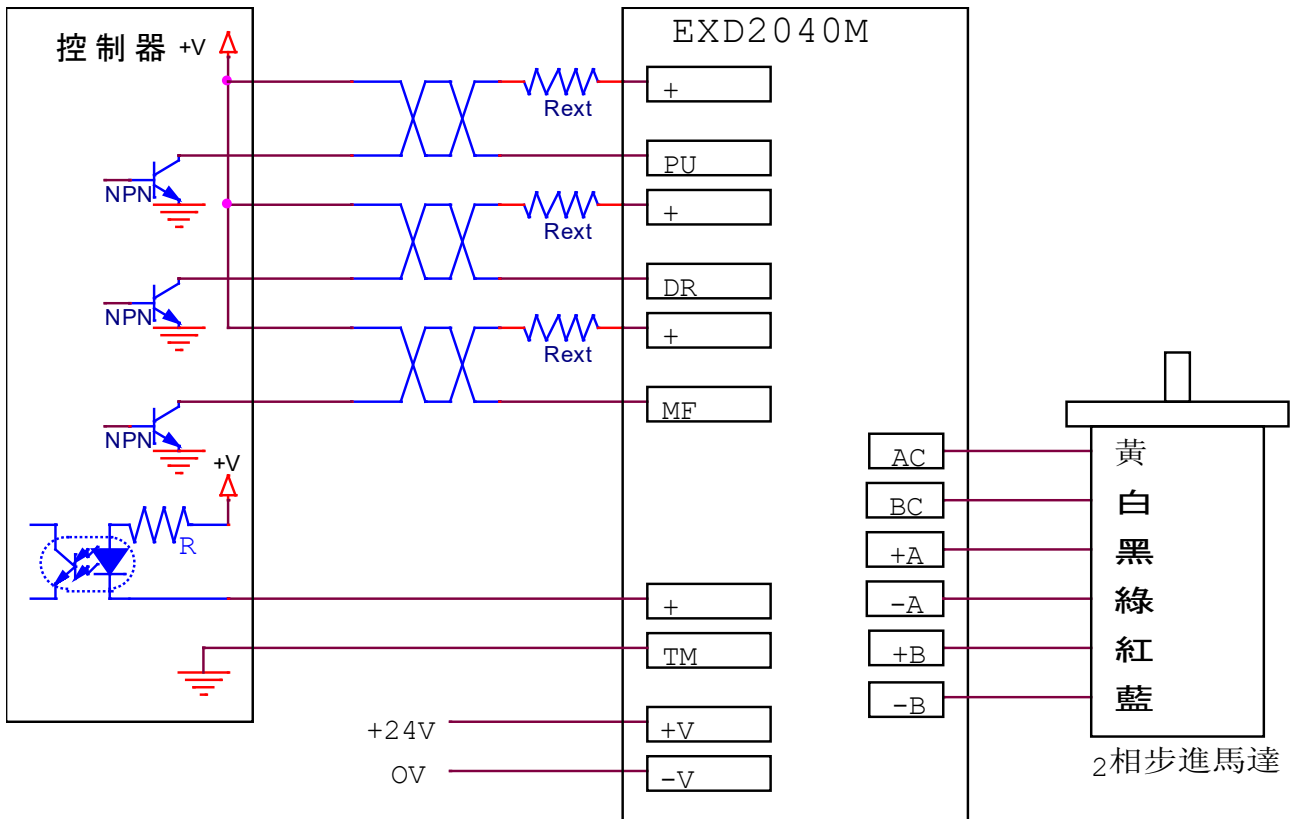 控制器 +V
EXD2040M
+
Rext
PU
NPN
+
Rext
DR
NPN
+
Rext
MF
NPN
+V
R
+
TM
+24V
+V
0V
-V
AC
黃
BC
白
+A
黑
-A
綠
+B
紅
-B
藍
2相步進馬達